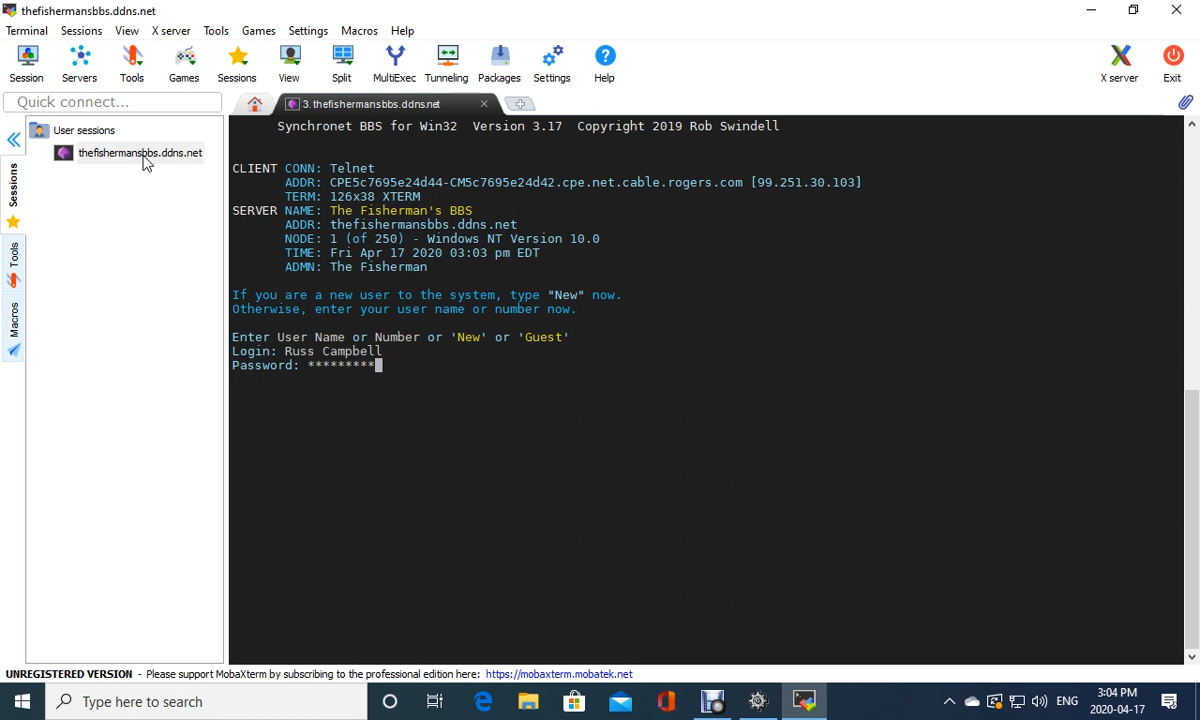 thefishermansbbs.ddns.net
Terminal Sessions View X server Tools Games Settings Macros Help
Session Servers Tools Games Sessions View Split MultiExec Tunneling Packages Settings Help X server Exit
Quick connect...
3. thefishermansbbs.ddns.net
User sessions
thefishermansbbs.ddns.net
Sessions
Tools
Macros
Synchronet BBS for Win32 Version 3.17 Copyright 2019 Rob Swindell
CLIENT CONN: Telnet
ADDR: CPE5c7695e24d44-CM5c7695e24d42.cpe.net.cable.rogers.com [99.251.30.103]
TERM: 126x38 XTERM
SERVER NAME: The Fisherman's BBS
ADDR: thefishermansbbs.ddns.net
NODE: 1 (of 250) - Windows NT Version 10.0
TIME: Fri Apr 17 2020 03:03 pm EDT
ADMN: The Fisherman
If you are a new user to the system, type "New" now.
Otherwise, enter your user name or number now.
Enter User Name or Number or 'New' or 'Guest'
Login: Russ Campbell
Password: *********
UNREGISTERED VERSION - Please support MobaXterm by subscribing to the professional edition here: https://mobaxterm.mobatek.net
Type here to search
ENG
3:04 PM
2020-04-17